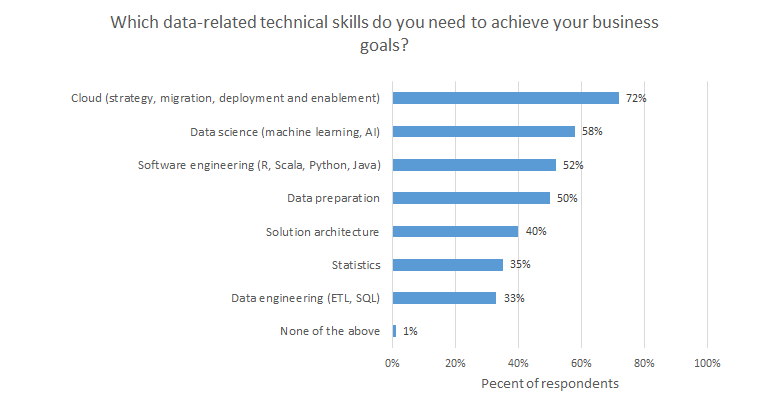 Which data-related technical skills do you need to achieve your business
goals?
Cloud (strategy, migration, deployment and enablement) 72%
Data science (machine learning, AI) 58%
Software engineering (R, Scala, Python, Java) 52%
Data preparation 50%
Solution architecture 40%
Statistics 35%
Data engineering (ETL, SQL) 33%
None of the above 1%
0% 20% 40% 60% 80% 100%
Pecent of respondents